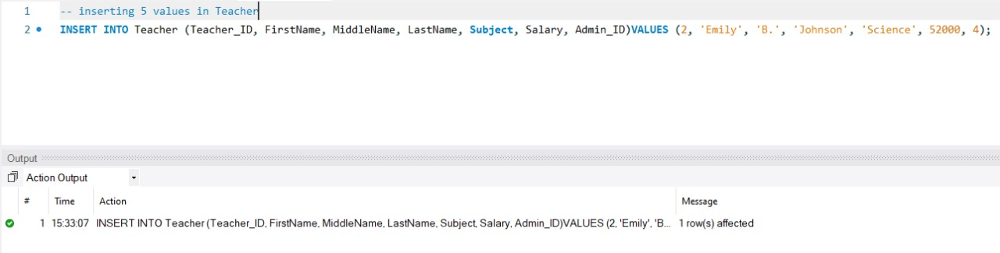 1 -- inserting 5 values in Teacher
2 INSERT INTO Teacher (Teacher_ID, FirstName, MiddleName, LastName, Subject, Salary, Admin_ID)VALUES (2, 'Emily', 'B.', 'Johnson', 'Science', 52000, 4);
Output
Action Output
# Time Action Message
1 15:33:07 INSERT INTO Teacher (Teacher_ID, FirstName, MiddleName, LastName, Subject, Salary, Admin_ID)VALUES (2, 'Emily', 'B... 1 row(s) affected